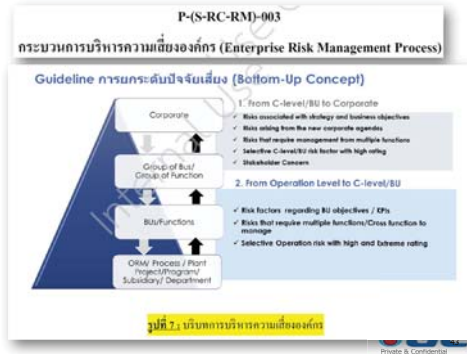 P-(S-RC-RM)-003
กระบวนการบริหารความเสี่ยงองค์กร (Enterprise Risk Management Process)
Guideline การยกระดับปัจจัยเสี่ยง (Bottom-Up Concept)
Corporate
Group of Bus/
Group of Function
BUs/Functions
ORM/ Process / Plant
Project/Program/
Subsidiary/ Department
1. From C-level/BU to Corporate
✓ Risks associated with strategy and business objectives
✓ Risks arising from the new corporate agendas
✓ Risks that require management from multiple functions
✓ Selective C-level/BU risk factor with high rating
✓ Stakeholder Concern
2. From Operation Level to C-level/BU
✓ Risk factors regarding BU objectives / KPIs
✓ Risks that require multiple functions/Cross function to
manage
✓ Selective Operation risk with high and Extreme rating
รูปที่ 7.: บริบทการบริหารความเสี่ยงองค์กร
Internal Use
Private & Confidential